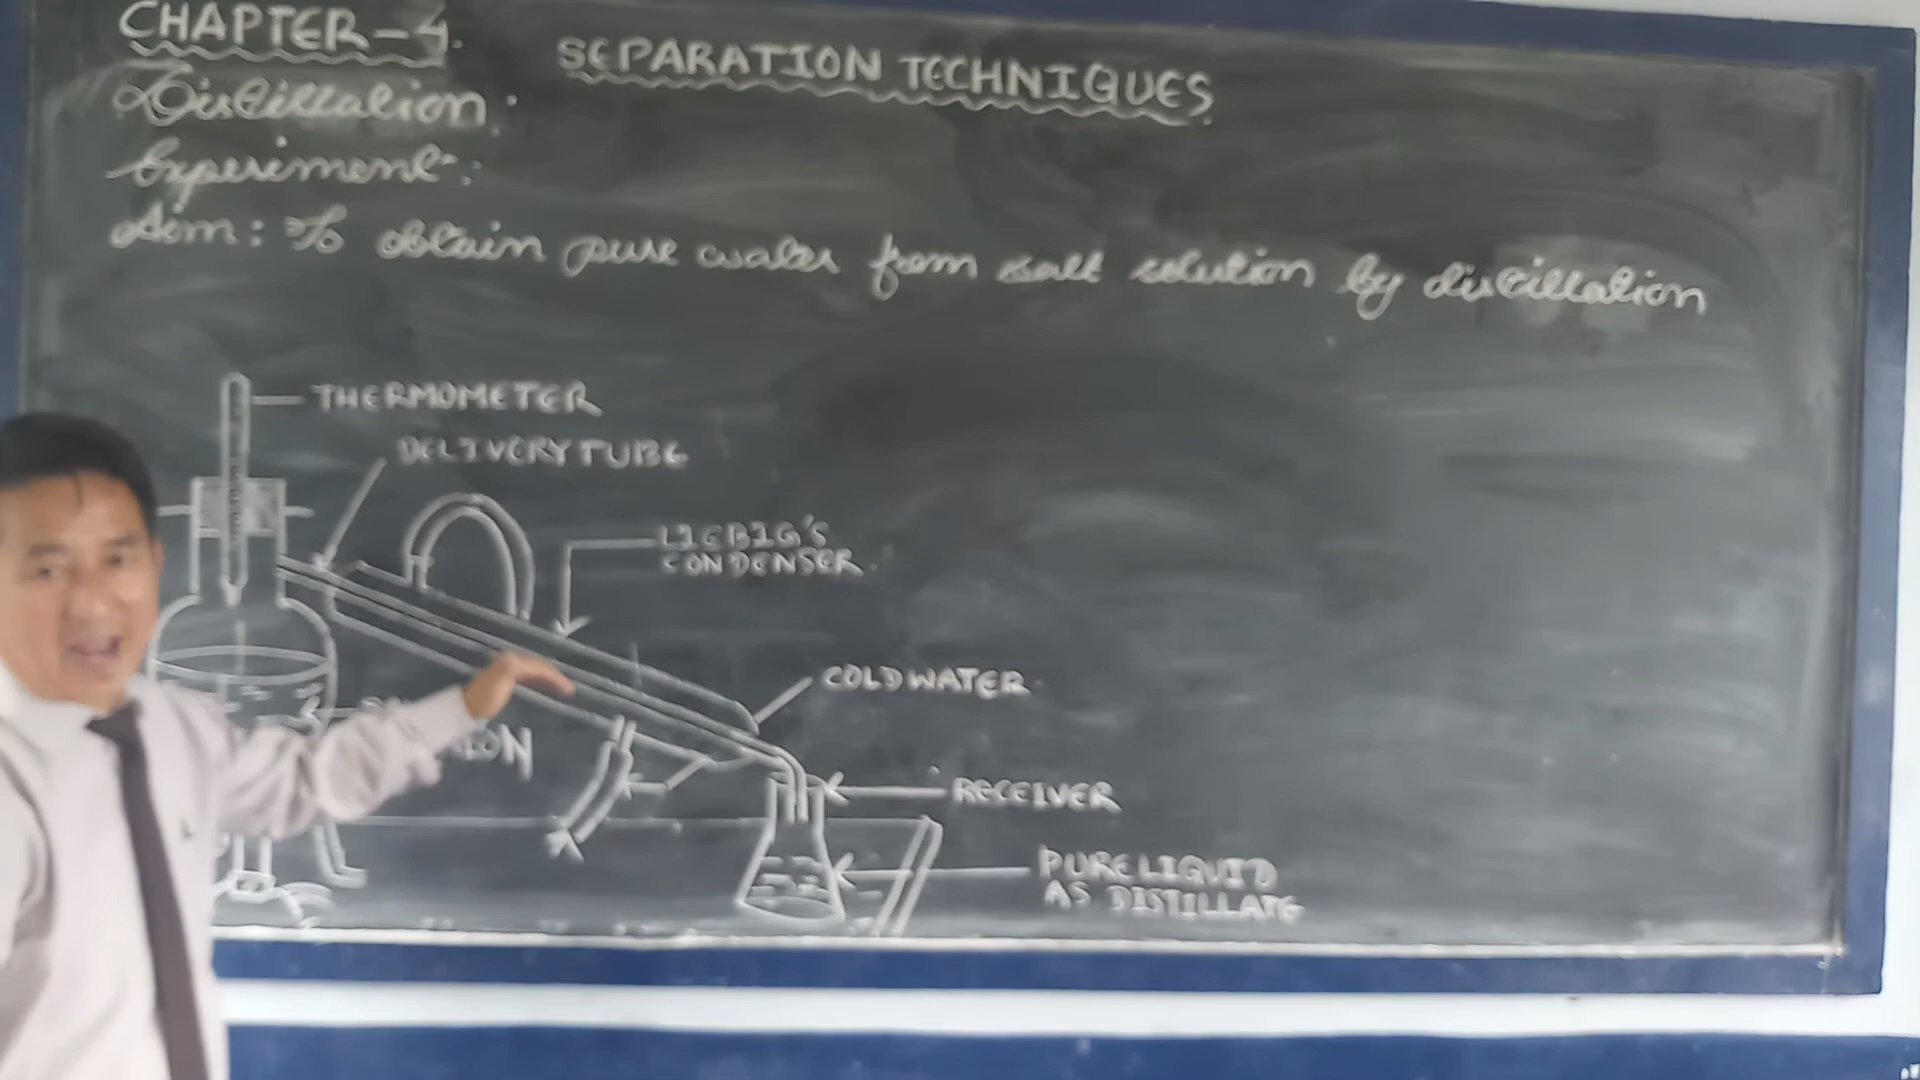 CHAPTER-4.
SEPARATION TECHNIQUES.
Distillation:
Experiment:
Aim: To obtain pure water from salt solution by distillation
THERMOMETER
DELIVERY TUBE
LIEBIG'S
CONDENSER.
COLD WATER.
RECEIVER
PURE LIQUID
AS DISTILLATE